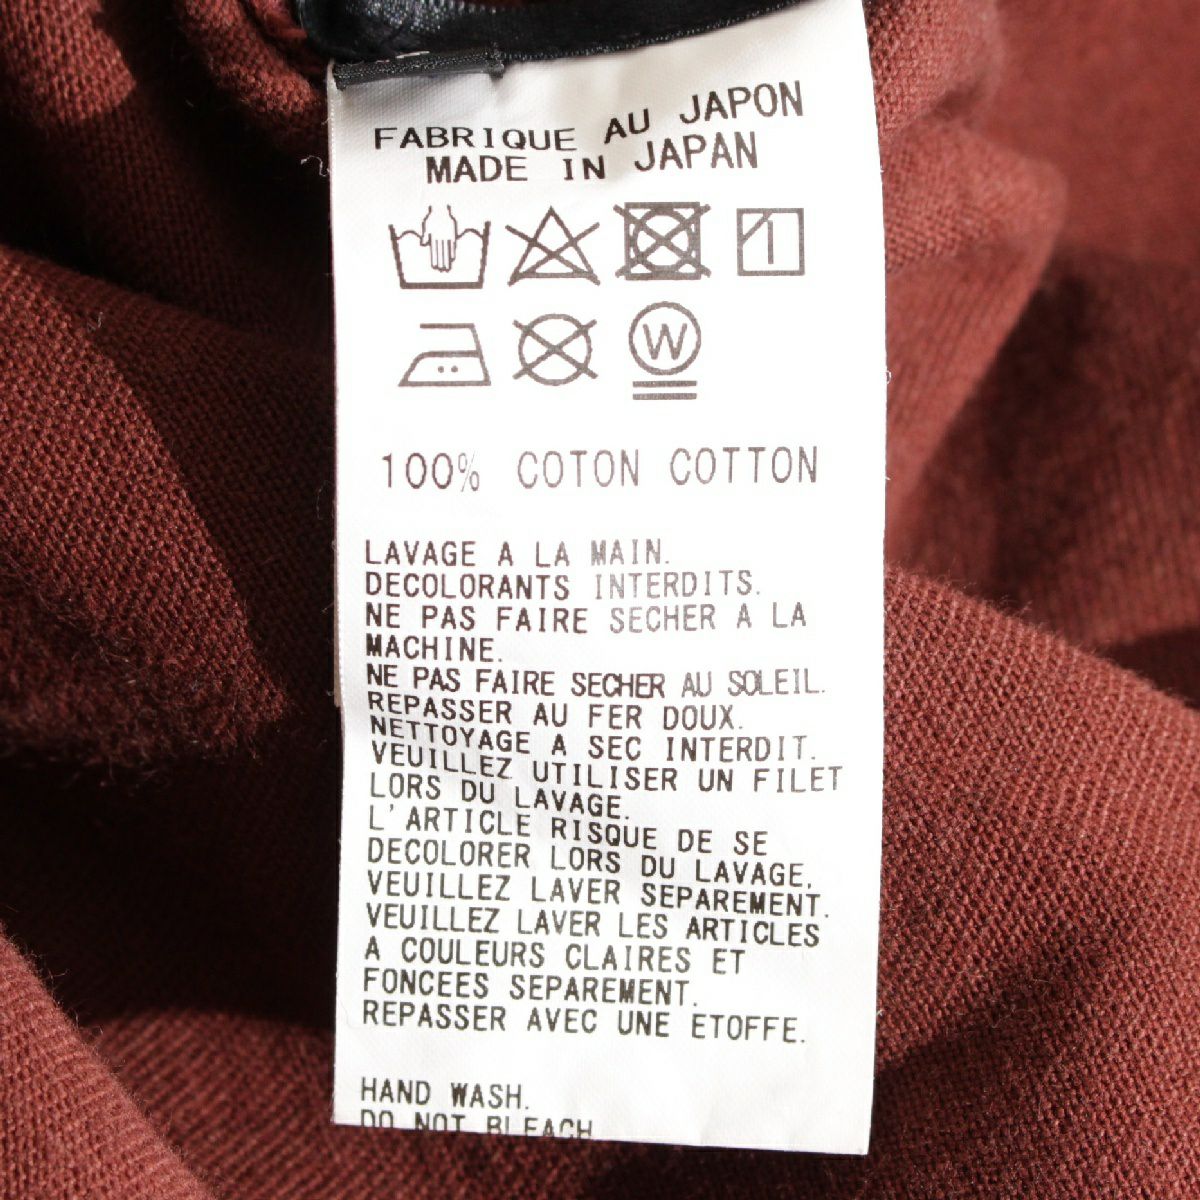 FABRIQUE AU JAPON
MADE IN JAPAN
W
100% COTON COTTON
LAVAGE A LA MAIN.
DECOLORANTS INTERDITS.
NE PAS FAIRE SECHER A LA
MACHINE.
NE PAS FAIRE SECHER AU SOLEIL.
REPASSER AU FER DOUX.
NETTOYAGE A SEC INTERDIT.
VEUILLEZ UTILISER UN FILET
LORS DU LAVAGE.
L'ARTICLE RISQUE DE SE
DECOLORER LORS DU LAVAGE,
VEUILLEZ LAVER SEPAREMENT.
VEUILLEZ LAVER LES ARTICLES
A COULEURS CLAIRES ET
FONCEES SEPAREMENT.
REPASSER AVEC UNE ETOFFE.
HAND WASH.
DO NOT BLEACH